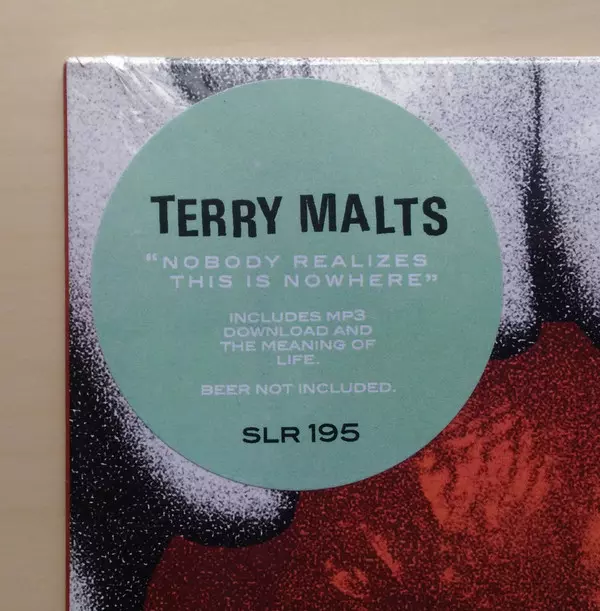 TERRY MALTS
“NOBODY REALIZES
THIS IS NOWHERE”
INCLUDES MP3
DOWNLOAD AND
THE MEANING OF
LIFE.
BEER NOT INCLUDED.
SLR 195